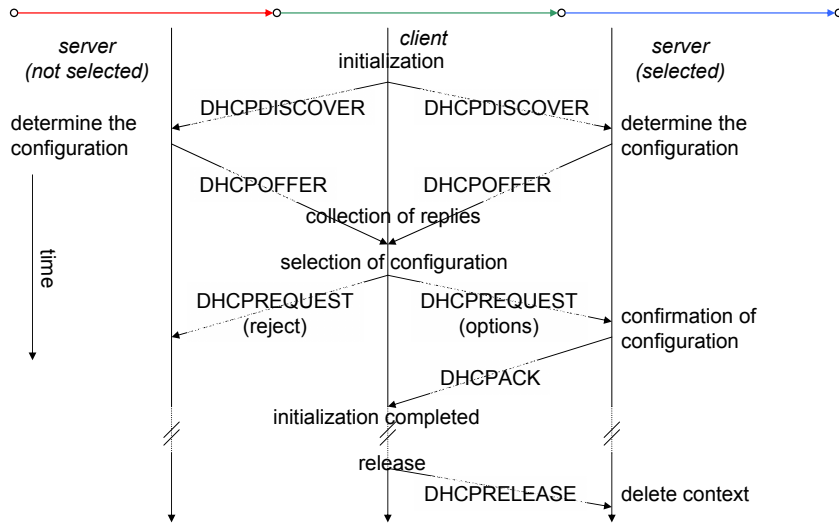 server
(not selected)
client
initialization
server
(selected)
DHCPDISCOVER
DHCPDISCOVER
determine the
configuration
determine the
configuration
DHCPOFFER
DHCPOFFER
collection of replies
time
selection of configuration
DHCPREQUEST
(reject)
DHCPREQUEST
(options)
confirmation of
configuration
DHCPACK
initialization completed
release
DHCPRELEASE
delete context